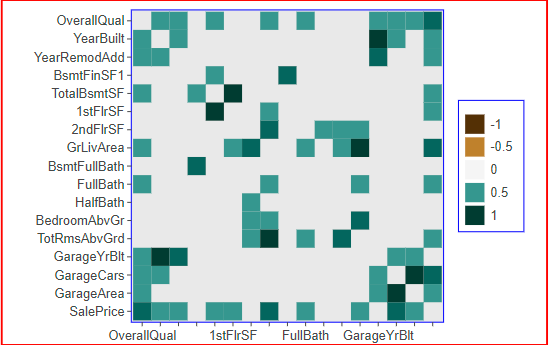 OverallQual
YearBuilt
YearRemodAdd
BsmtFinSF1
TotalBsmtSF
1stFlrSF
2ndFlrSF
GrLivArea
BsmtFullBath
FullBath
HalfBath
BedroomAbvGr
TotRmsAbvGrd
GarageYrBlt
GarageCars
GarageArea
SalePrice
OverallQual 1stFlrSF FullBath GarageYrBlt
-1
-0.5
0
0.5
1